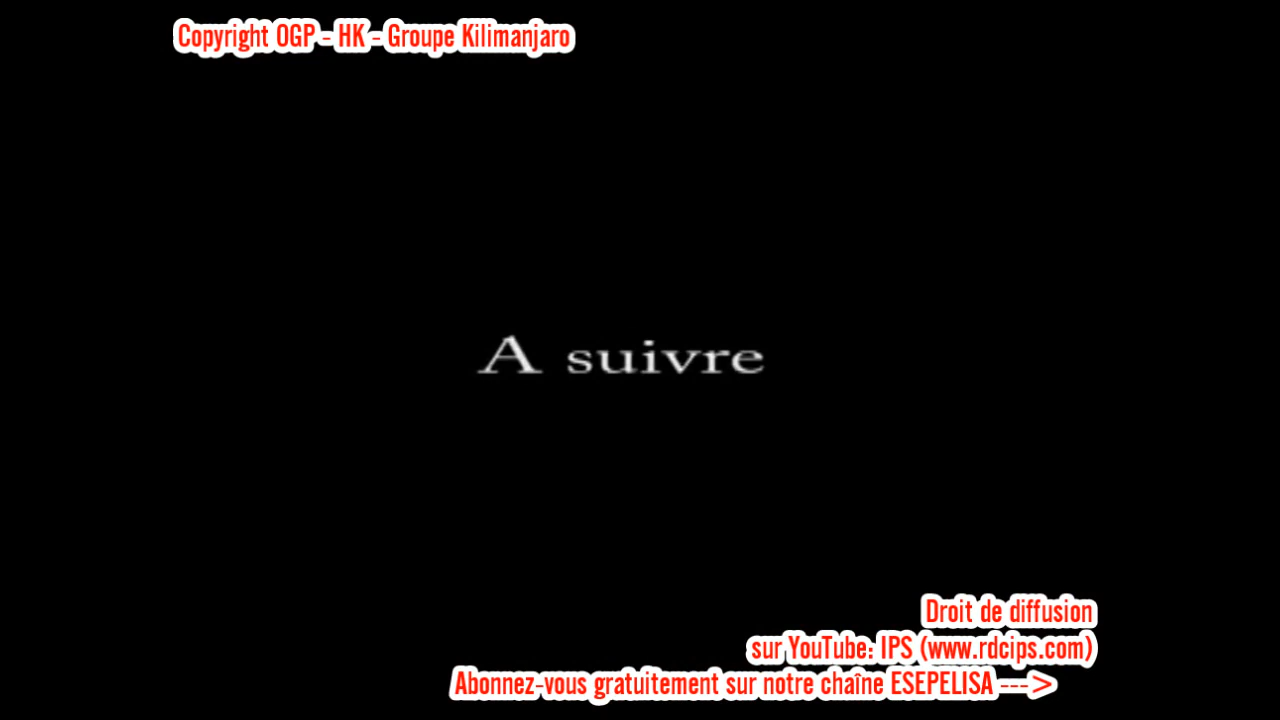 Copyright OGP - HK - Groupe Kilimanjaro
A suivre
Droit de diffusion
sur YouTube: IPS (www.rdcips.com)
Abonnez-vous gratuitement sur notre chaîne ESEPELISA --->